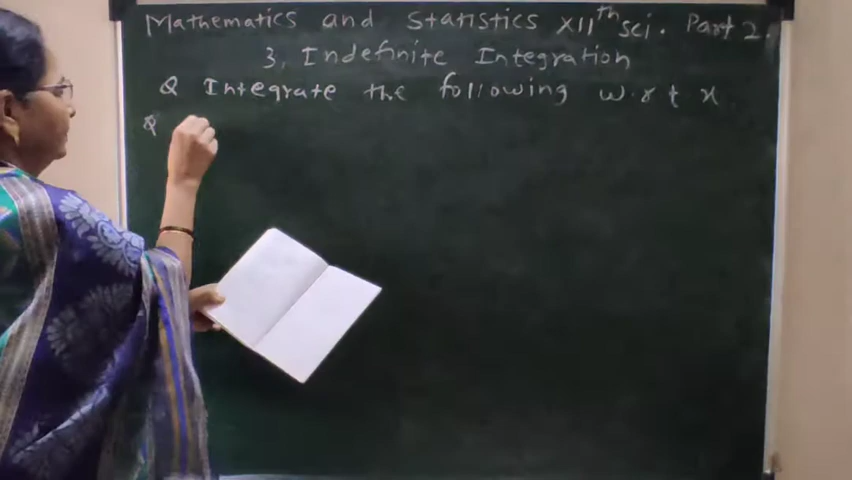 Mathematics and Statistics XIIth sci. Part 2.
3, Indefinite Integration
Q Integrate the following w.r t x
Q